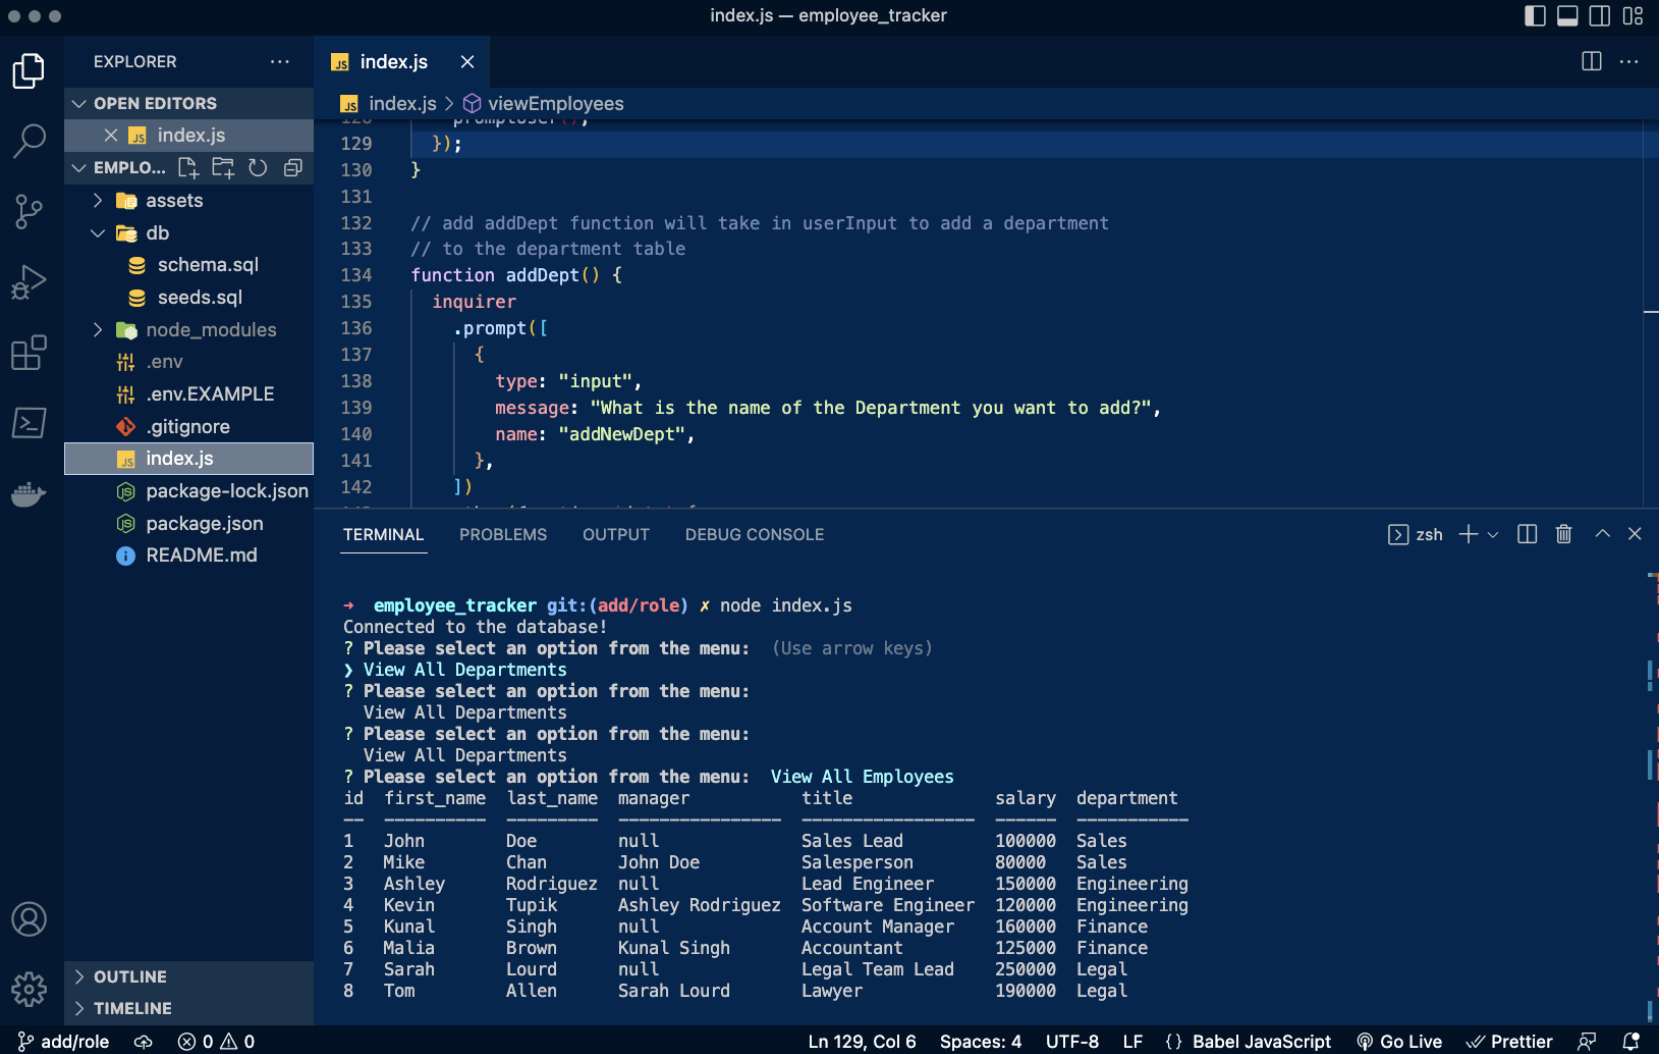 index.js — employee_tracker
EXPLORER
OPEN EDITORS
index.js
EMPLO...
assets
db
schema.sql
seeds.sql
node_modules
.env
.env.EXAMPLE
.gitignore
index.js
package-lock.json
package.json
README.md
OUTLINE
TIMELINE
index.js
index.js > viewEmployees
129 });
130 }
131
132 // add addDept function will take in userInput to add a department
133 // to the department table
134 function addDept() {
135 inquirer
136 .prompt([
137 {
138 type: "input",
139 message: "What is the name of the Department you want to add?",
140 name: "addNewDept",
141 },
142 ])
TERMINAL PROBLEMS OUTPUT DEBUG CONSOLE
zsh
➜ employee_tracker git:(add/role) ✗ node index.js
Connected to the database!
? Please select an option from the menu: (Use arrow keys)
❯ View All Departments
? Please select an option from the menu:
View All Departments
? Please select an option from the menu:
View All Departments
? Please select an option from the menu: View All Employees
id first_name last_name manager title salary department
-- ---------- --------- ---------------- ----------------- ------ -----------
1 John Doe null Sales Lead 100000 Sales
2 Mike Chan John Doe Salesperson 80000 Sales
3 Ashley Rodriguez null Lead Engineer 150000 Engineering
4 Kevin Tupik Ashley Rodriguez Software Engineer 120000 Engineering
5 Kunal Singh null Account Manager 160000 Finance
6 Malia Brown Kunal Singh Accountant 125000 Finance
7 Sarah Lourd null Legal Team Lead 250000 Legal
8 Tom Allen Sarah Lourd Lawyer 190000 Legal
add/role 0 0 Ln 129, Col 6 Spaces: 4 UTF-8 LF {} Babel JavaScript Go Live Prettier